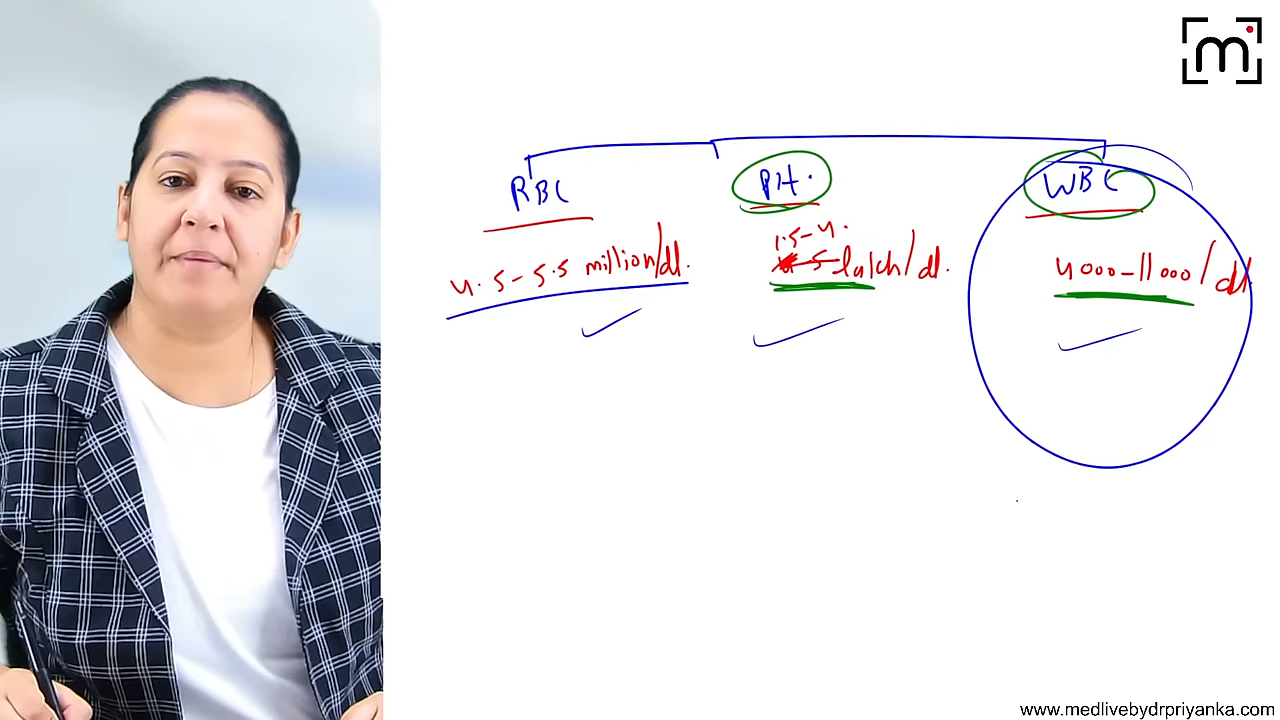 m
RBC
Plt.
WBC
4.5-5.5 million/dl.
1.5-4.
5 lakh/dl.
4000-11000/dl.
www.medlivebydrpriyanka.com